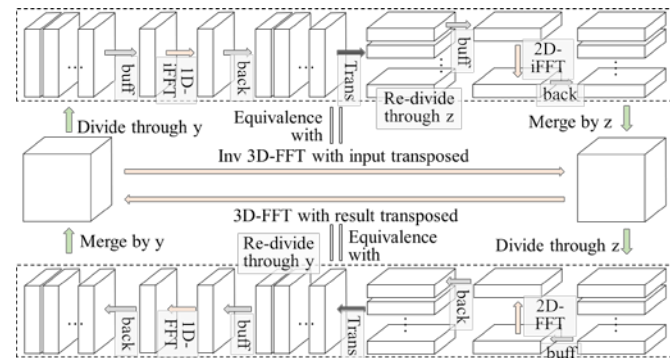 buff
1D-
iFFT
back
Trans
buff
2D-
iFFT
back
Re-divide
through z
Divide through y
Equivalence
with
Merge by z
Inv 3D-FFT with input transposed
3D-FFT with result transposed
Merge by y
Re-divide
through y
Equivalence
with
Divide through z
back
1D-
FFT
buff
Trans
back
2D-
FFT
buff